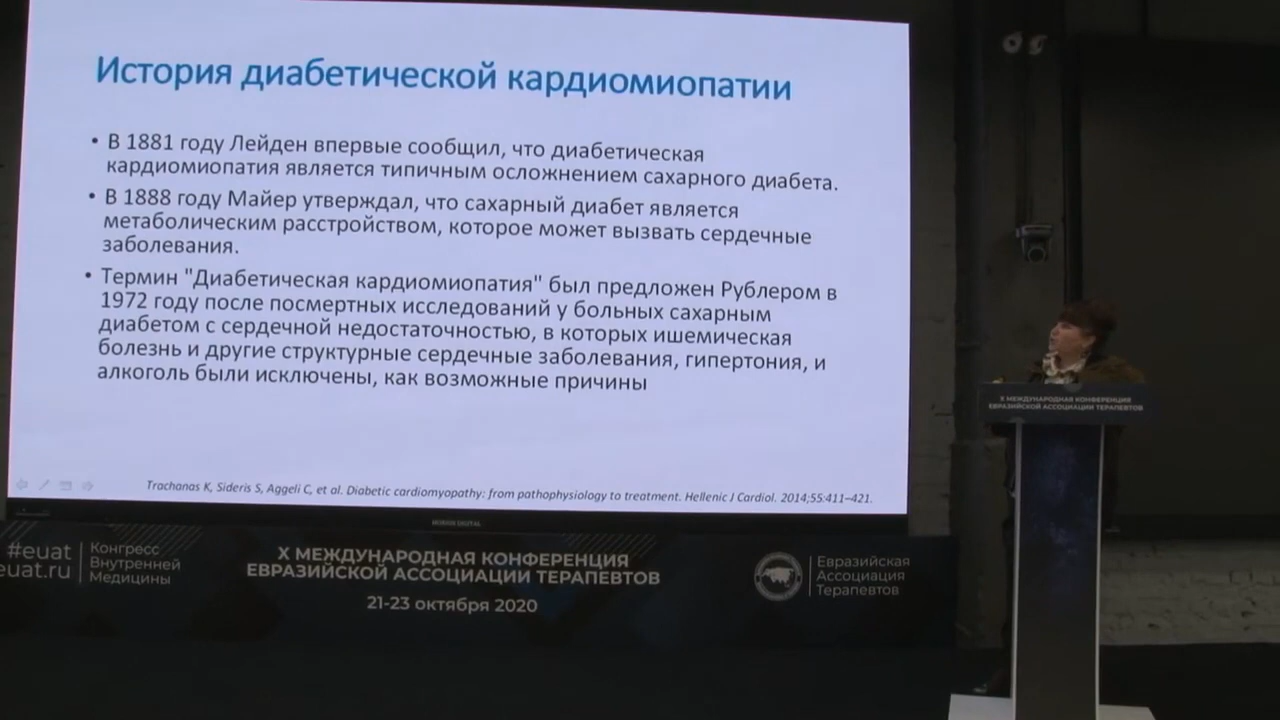 История диабетической кардиомиопатии
• В 1881 году Лейден впервые сообщил, что диабетическая
кардиомиопатия является типичным осложнением сахарного диабета.
• В 1888 году Майер утверждал, что сахарный диабет является
метаболическим расстройством, которое может вызвать сердечные
заболевания.
• Термин "Диабетическая кардиомиопатия" был предложен Рублером в
1972 году после посмертных исследований у больных сахарным
диабетом с сердечной недостаточностью, в которых ишемическая
болезнь и другие структурные сердечные заболевания, гипертония, и
алкоголь были исключены, как возможные причины
Trachanas K, Sideris S, Aggeli C, et al. Diabetic cardiomyopathy: from pathophysiology to treatment. Hellenic J Cardiol. 2014;55:411–421.
#euat
euat.ru
Конгресс
Внутренней
Медицины
X МЕЖДУНАРОДНАЯ КОНФЕРЕНЦИЯ
ЕВРАЗИЙСКОЙ АССОЦИАЦИИ ТЕРАПЕВТОВ
21-23 октября 2020
Евразийская
Ассоциация
Терапевтов
X МЕЖДУНАРОДНАЯ КОНФЕРЕНЦИЯ
ЕВРАЗИЙСКОЙ АССОЦИАЦИИ ТЕРАПЕВТОВ